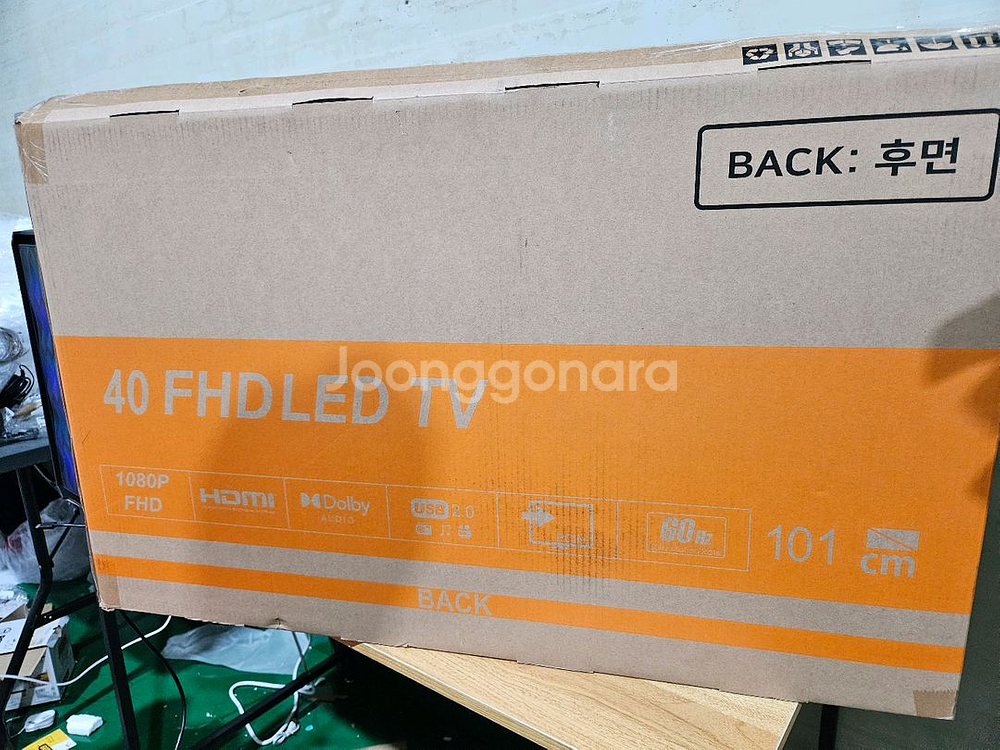 BACK: 후면
Joonggonara
40 FHD LED TV
1080P
FHD
HDMI
Dolby
AUDIO
USB 2.0
60Hz
101 cm
BACK